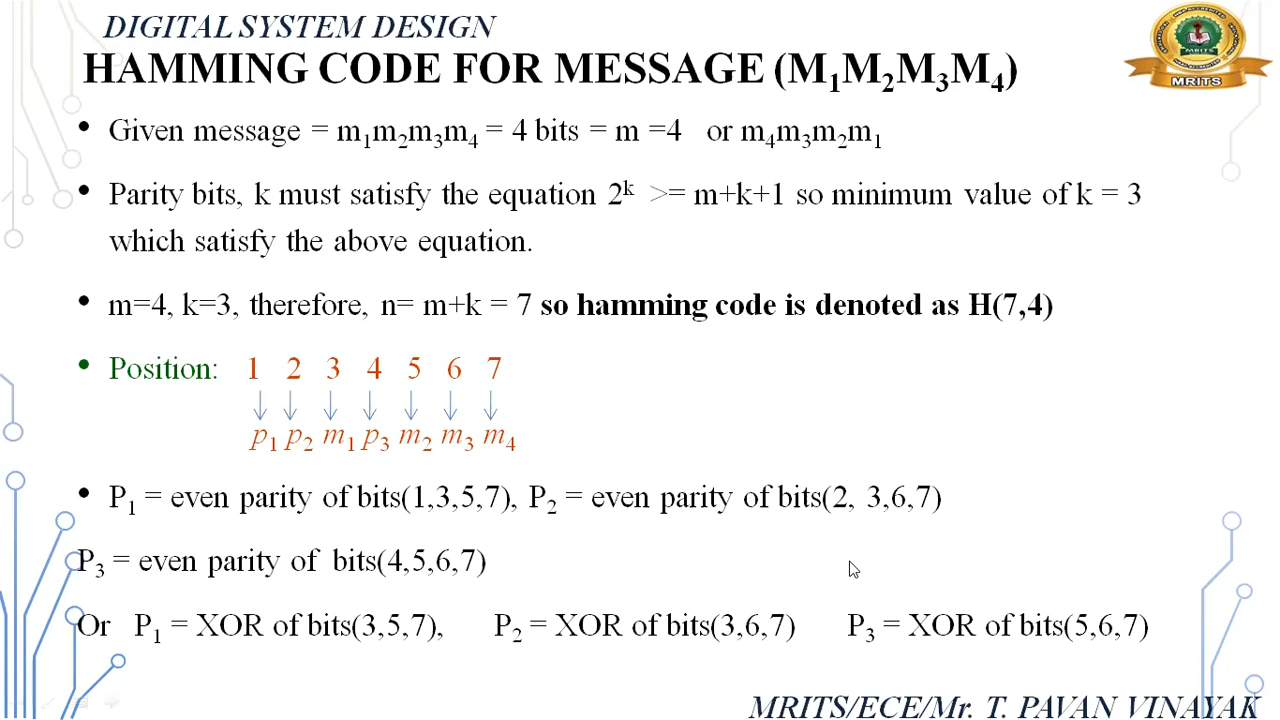 DIGITAL SYSTEM DESIGN
HAMMING CODE FOR MESSAGE (M₁M₂M₃M₄)
MRITS
• Given message = m₁m₂m₃m₄ = 4 bits = m =4 or m₄m₃m₂m₁
• Parity bits, k must satisfy the equation 2ᵏ >= m+k+1 so minimum value of k = 3
which satisfy the above equation.
• m=4, k=3, therefore, n= m+k = 7 so hamming code is denoted as H(7,4)
• Position: 1 2 3 4 5 6 7
p₁ p₂ m₁ p₃ m₂ m₃ m₄
• P₁ = even parity of bits(1,3,5,7), P₂ = even parity of bits(2, 3,6,7)
P₃ = even parity of bits(4,5,6,7)
Or P₁ = XOR of bits(3,5,7), P₂ = XOR of bits(3,6,7) P₃ = XOR of bits(5,6,7)
MRITS/ECE/Mr. T. PAVAN VINAYAK